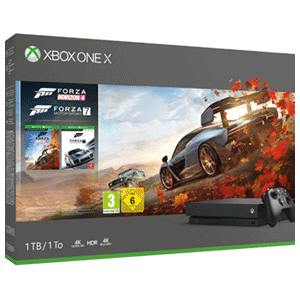 XBOX ONE X
FORZA
HORIZON 4
FORZA
MOTORSPORT 7
3
6
1TB/1To
4K
HDR
4K